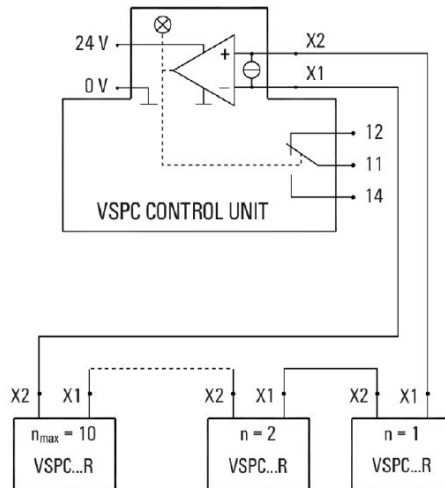 24 V
0 V
+
−
X2
X1
12
11
14
VSPC CONTROL UNIT
X2 X1 X2 X1 X2 X1
nmax = 10 n = 2 n = 1
VSPC...R VSPC...R VSPC...R